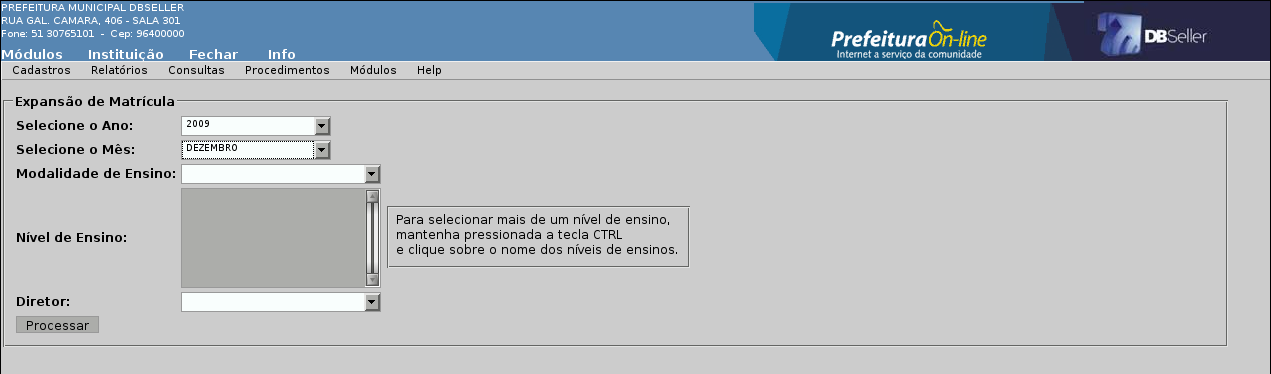 PREFEITURA MUNICIPAL DBSELLER
RUA GAL. CAMARA, 406 - SALA 301
Fone: 51 30765101 - Cep: 96400000
Módulos Instituição Fechar Info
Prefeitura On-line
Internet a serviço da comunidade
DBSeller
Cadastros Relatórios Consultas Procedimentos Módulos Help
Expansão de Matrícula
Selecione o Ano: 2009
Selecione o Mês: DEZEMBRO
Modalidade de Ensino:
Nível de Ensino:
Para selecionar mais de um nível de ensino,
mantenha pressionada a tecla CTRL
e clique sobre o nome dos níveis de ensinos.
Diretor:
Processar